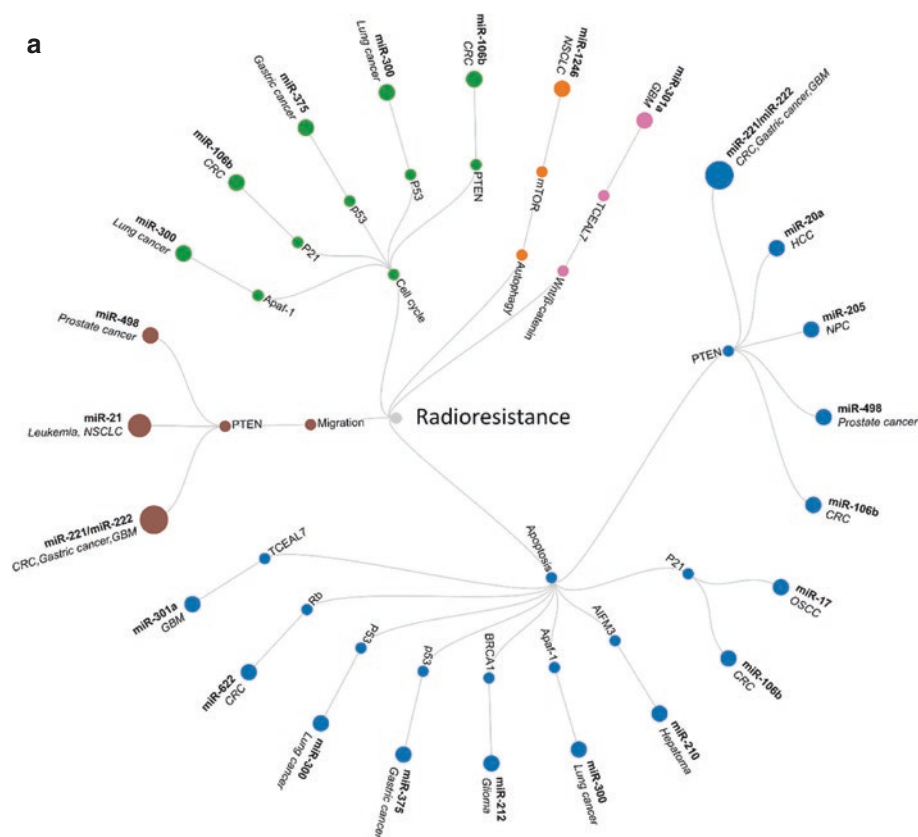 a
miR-300
Lung cancer
Apaf-1
miR-106b
CRC
P21
miR-375
Gastric cancer
p53
miR-300
Lung cancer
P53
miR-106b
CRC
PTEN
Cell cycle
miR-1246
NSCLC
mTOR
Autophagy
miR-301a
GBM
TCEAL7
Wnt/β-catenin
miR-221/miR-222
CRC,Gastric cancer,GBM
miR-20a
HCC
miR-205
NPC
PTEN
miR-498
Prostate cancer
miR-106b
CRC
miR-498
Prostate cancer
miR-21
Leukemia, NSCLC
PTEN
Migration
Radioresistance
miR-221/miR-222
CRC,Gastric cancer,GBM
Apoptosis
TCEAL7
miR-301a
GBM
Rb
miR-622
CRC
P53
miR-300
Lung cancer
p53
miR-375
Gastric cancer
BRCA1
miR-212
Glioma
Apaf-1
miR-300
Lung cancer
AIFM3
miR-210
Hepatoma
P21
miR-17
OSCC
miR-106b
CRC